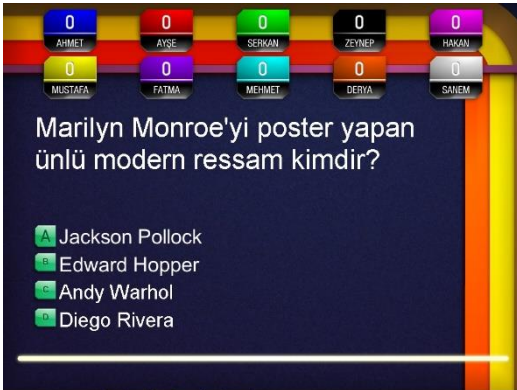 0 0 0 0 0
AHMET AYŞE SERKAN ZEYNEP HAKAN
0 0 0 0 0
MUSTAFA FATMA MEHMET DERYA SANEM
Marilyn Monroe'yi poster yapan
ünlü modern ressam kimdir?
A Jackson Pollock
B Edward Hopper
C Andy Warhol
D Diego Rivera